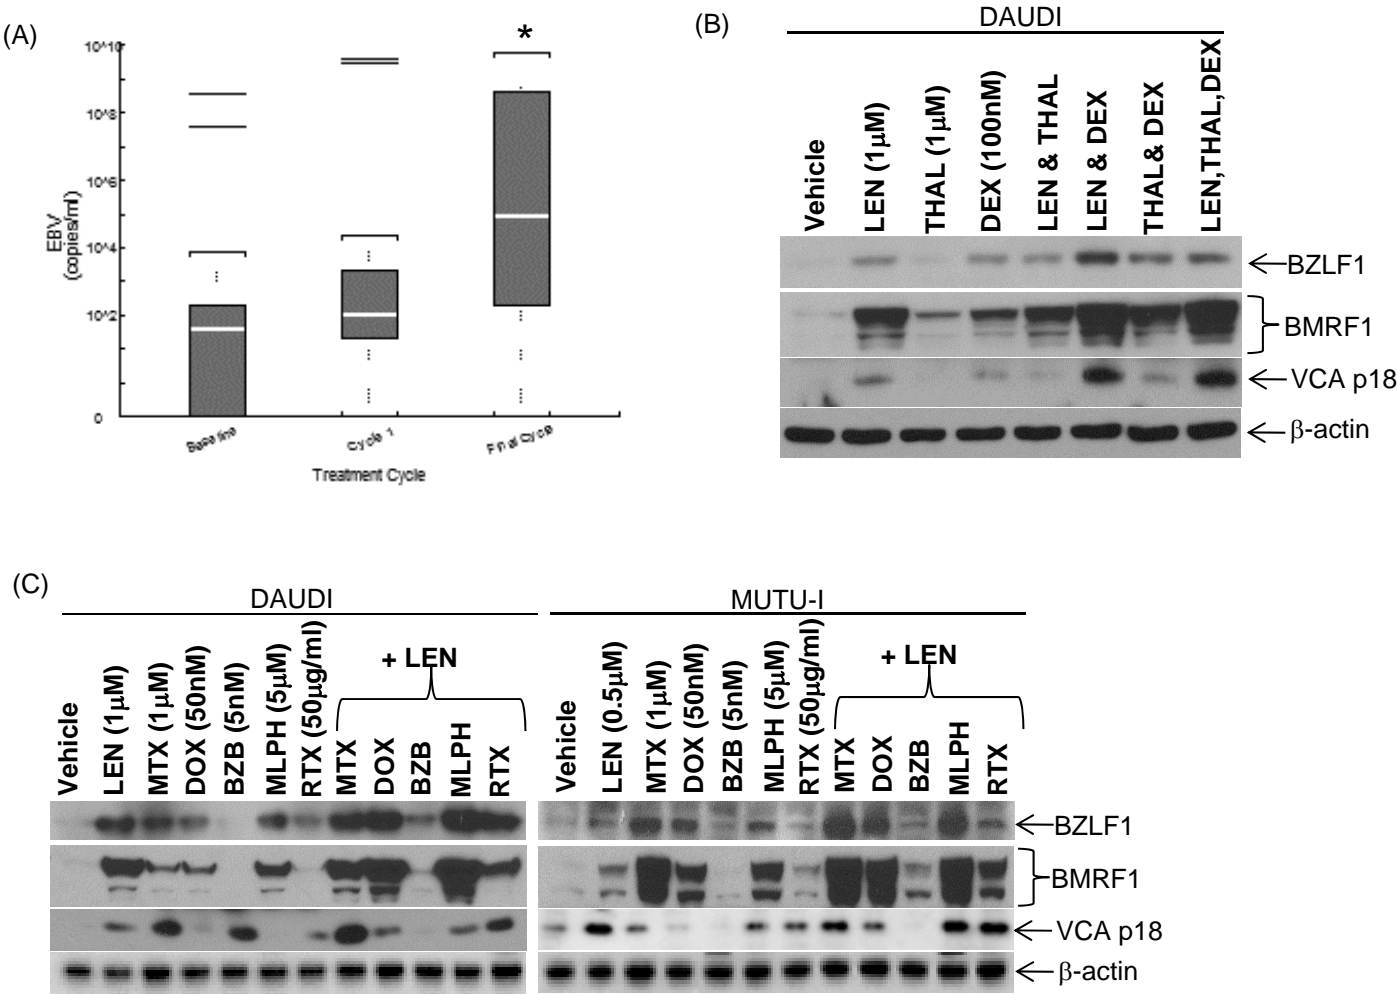 (A)
*
10^10
10^8
10^6
10^4
10^2
0
EBV
(copies/ml)
Baseline
Cycle 1
Final Cycle
Treatment Cycle
(B)
DAUDI
Vehicle
LEN (1μM)
THAL (1μM)
DEX (100nM)
LEN & THAL
LEN & DEX
THAL& DEX
LEN,THAL,DEX
BZLF1
BMRF1
VCA p18
β-actin
(C)
DAUDI
Vehicle
LEN (1μM)
MTX (1μM)
DOX (50nM)
BZB (5nM)
MLPH (5μM)
RTX (50μg/ml)
+ LEN
MTX
DOX
BZB
MLPH
RTX
MUTU-I
Vehicle
LEN (0.5μM)
MTX (1μM)
DOX (50nM)
BZB (5nM)
MLPH (5μM)
RTX (50μg/ml)
+ LEN
MTX
DOX
BZB
MLPH
RTX
BZLF1
BMRF1
VCA p18
β-actin